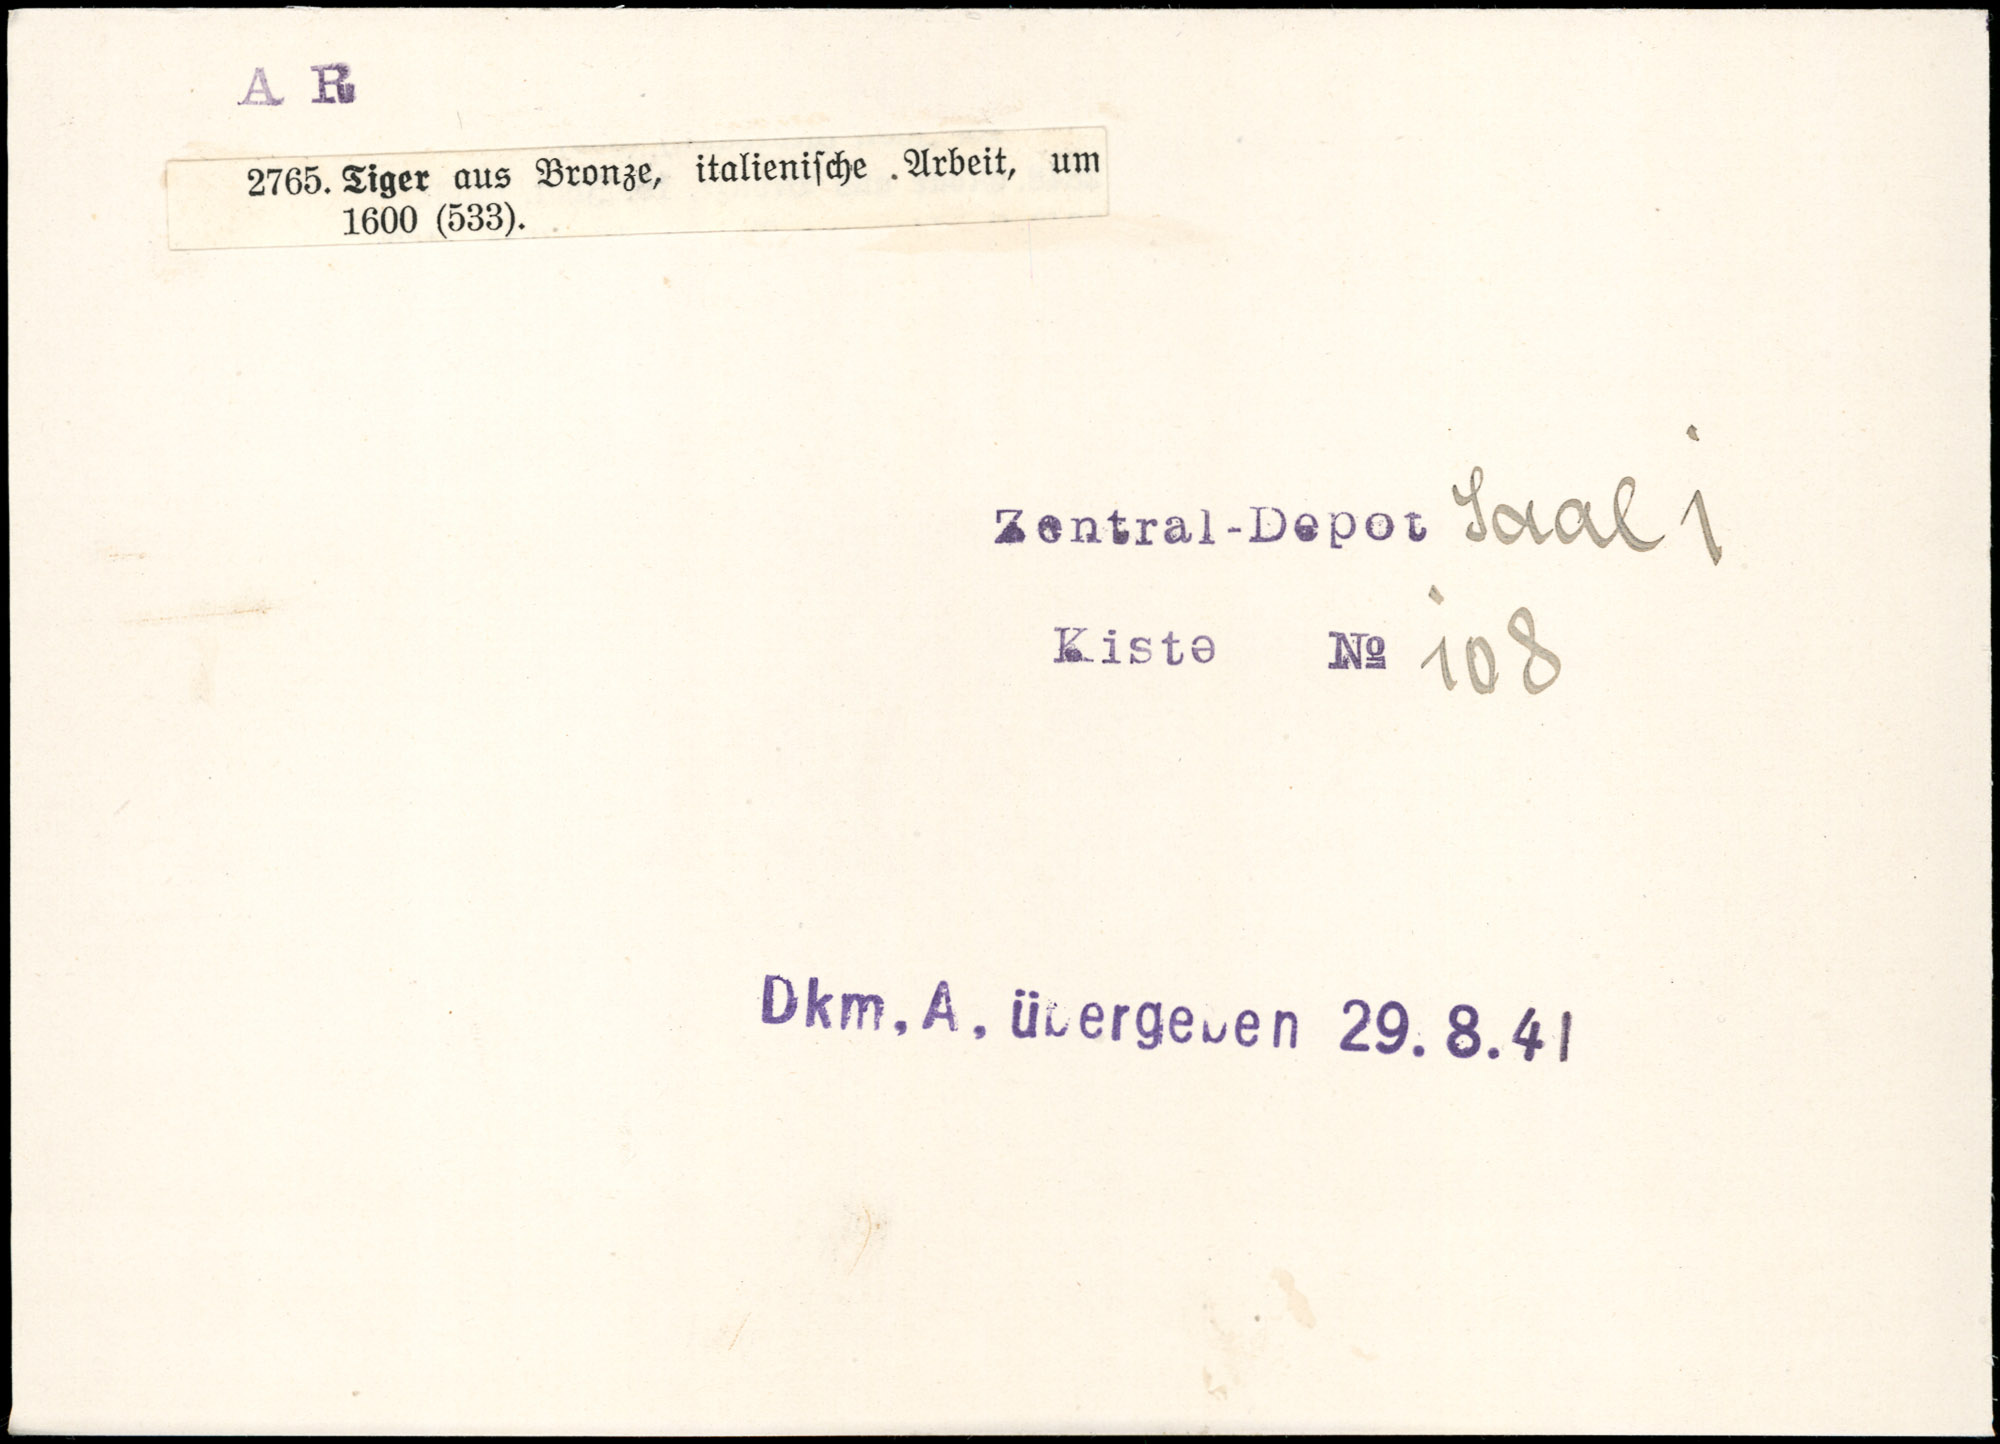 A R
2765. Tiger aus Bronze, italieniſche Arbeit, um
1600 (533).
Zentral-Depot Saal 1
Kiste № 108
Dkm. A. übergeben 29. 8. 41